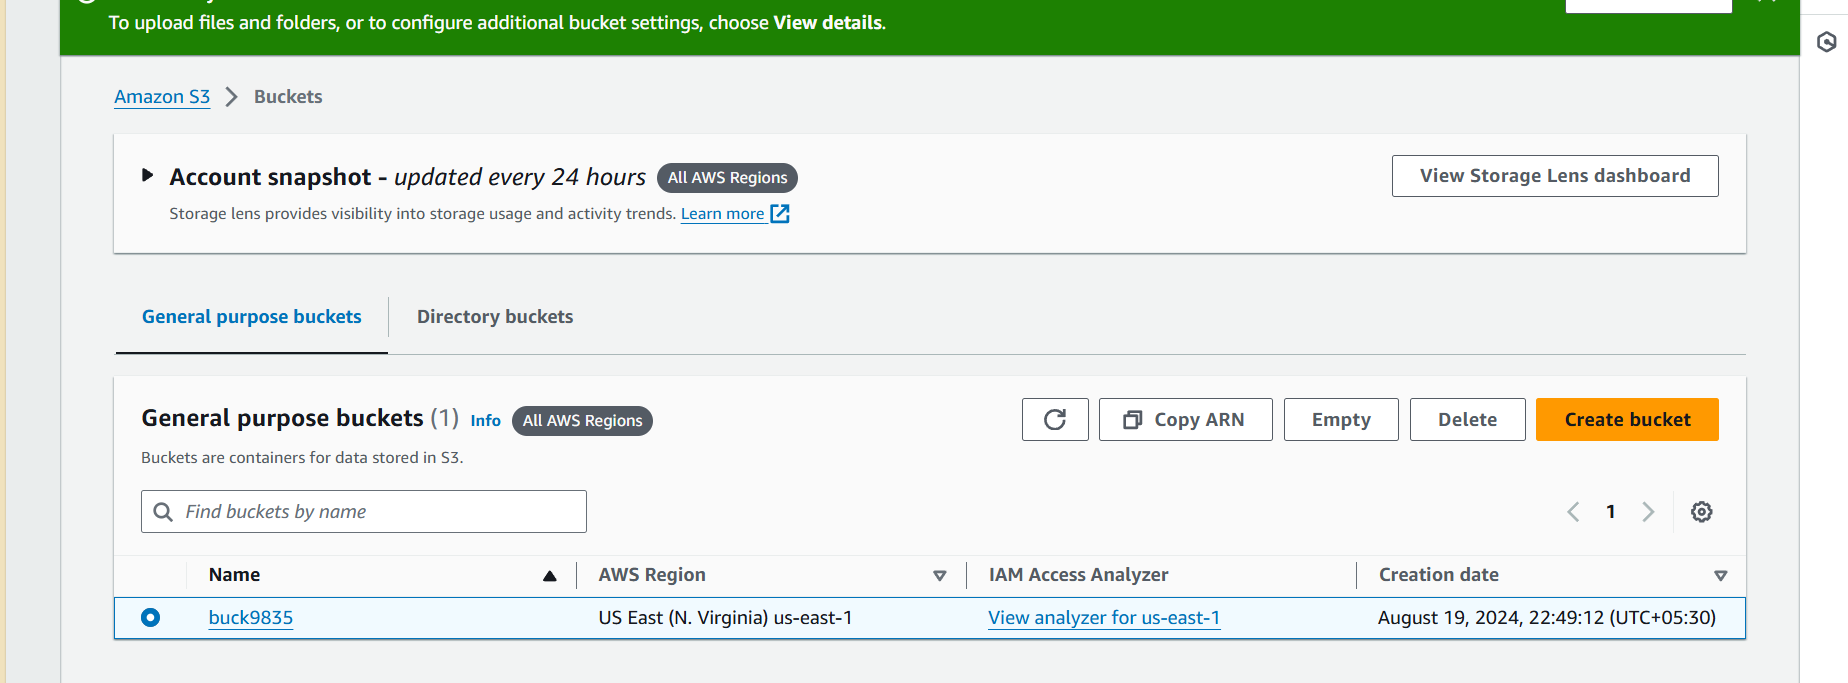 To upload files and folders, or to configure additional bucket settings, choose View details.
Amazon S3 Buckets
Account snapshot - updated every 24 hours All AWS Regions
View Storage Lens dashboard
Storage lens provides visibility into storage usage and activity trends. Learn more
General purpose buckets Directory buckets
General purpose buckets (1) Info All AWS Regions
Copy ARN Empty Delete Create bucket
Buckets are containers for data stored in S3.
Find buckets by name
1
Name AWS Region IAM Access Analyzer Creation date
buck9835 US East (N. Virginia) us-east-1 View analyzer for us-east-1 August 19, 2024, 22:49:12 (UTC+05:30)